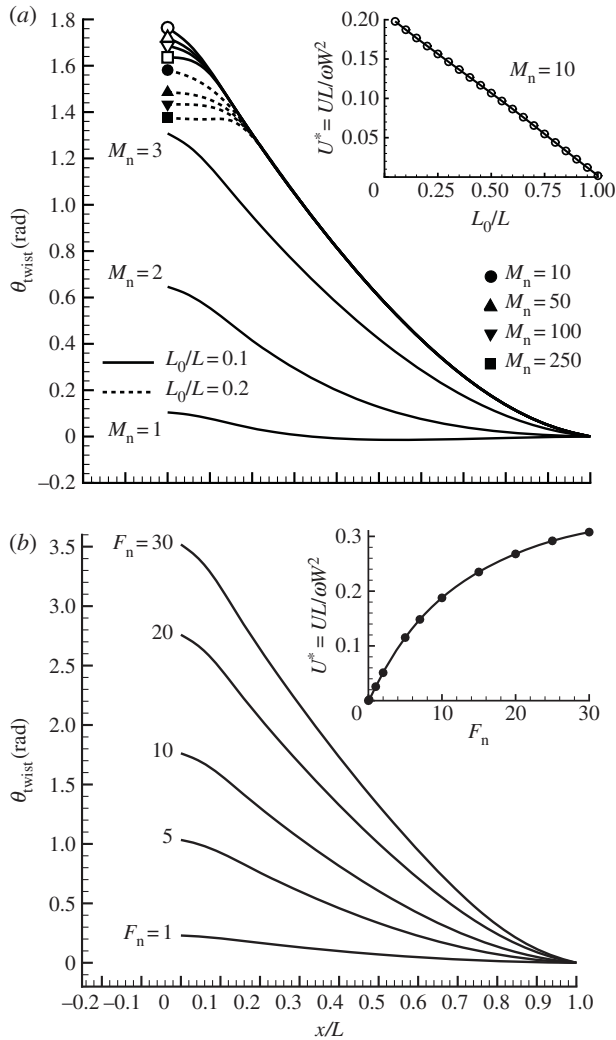 (a)
1.8
1.6
1.4
1.2
1.0
0.8
0.6
0.4
0.2
0
–0.2
θtwist (rad)
Mn = 3
Mn = 2
Mn = 1
L0/L = 0.1
L0/L = 0.2
0.20
0.15
0.10
0.05
U* = UL/ωW2
Mn = 10
0 0.25 0.50 0.75 1.00
L0/L
Mn = 10
Mn = 50
Mn = 100
Mn = 250
(b)
3.5
3.0
2.5
2.0
1.5
1.0
0.5
0
θtwist (rad)
Fn = 30
20
10
5
Fn = 1
0.3
0.2
0.1
U* = UL/ωW2
0 10 20 30
Fn
–0.2 –0.1 0 0.1 0.2 0.3 0.4 0.5 0.6 0.7 0.8 0.9 1.0
x/L